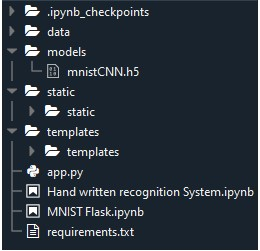 .ipynb_checkpoints
data
models
mnistCNN.h5
static
static
templates
templates
app.py
Hand written recognition System.ipynb
MNIST Flask.ipynb
requirements.txt